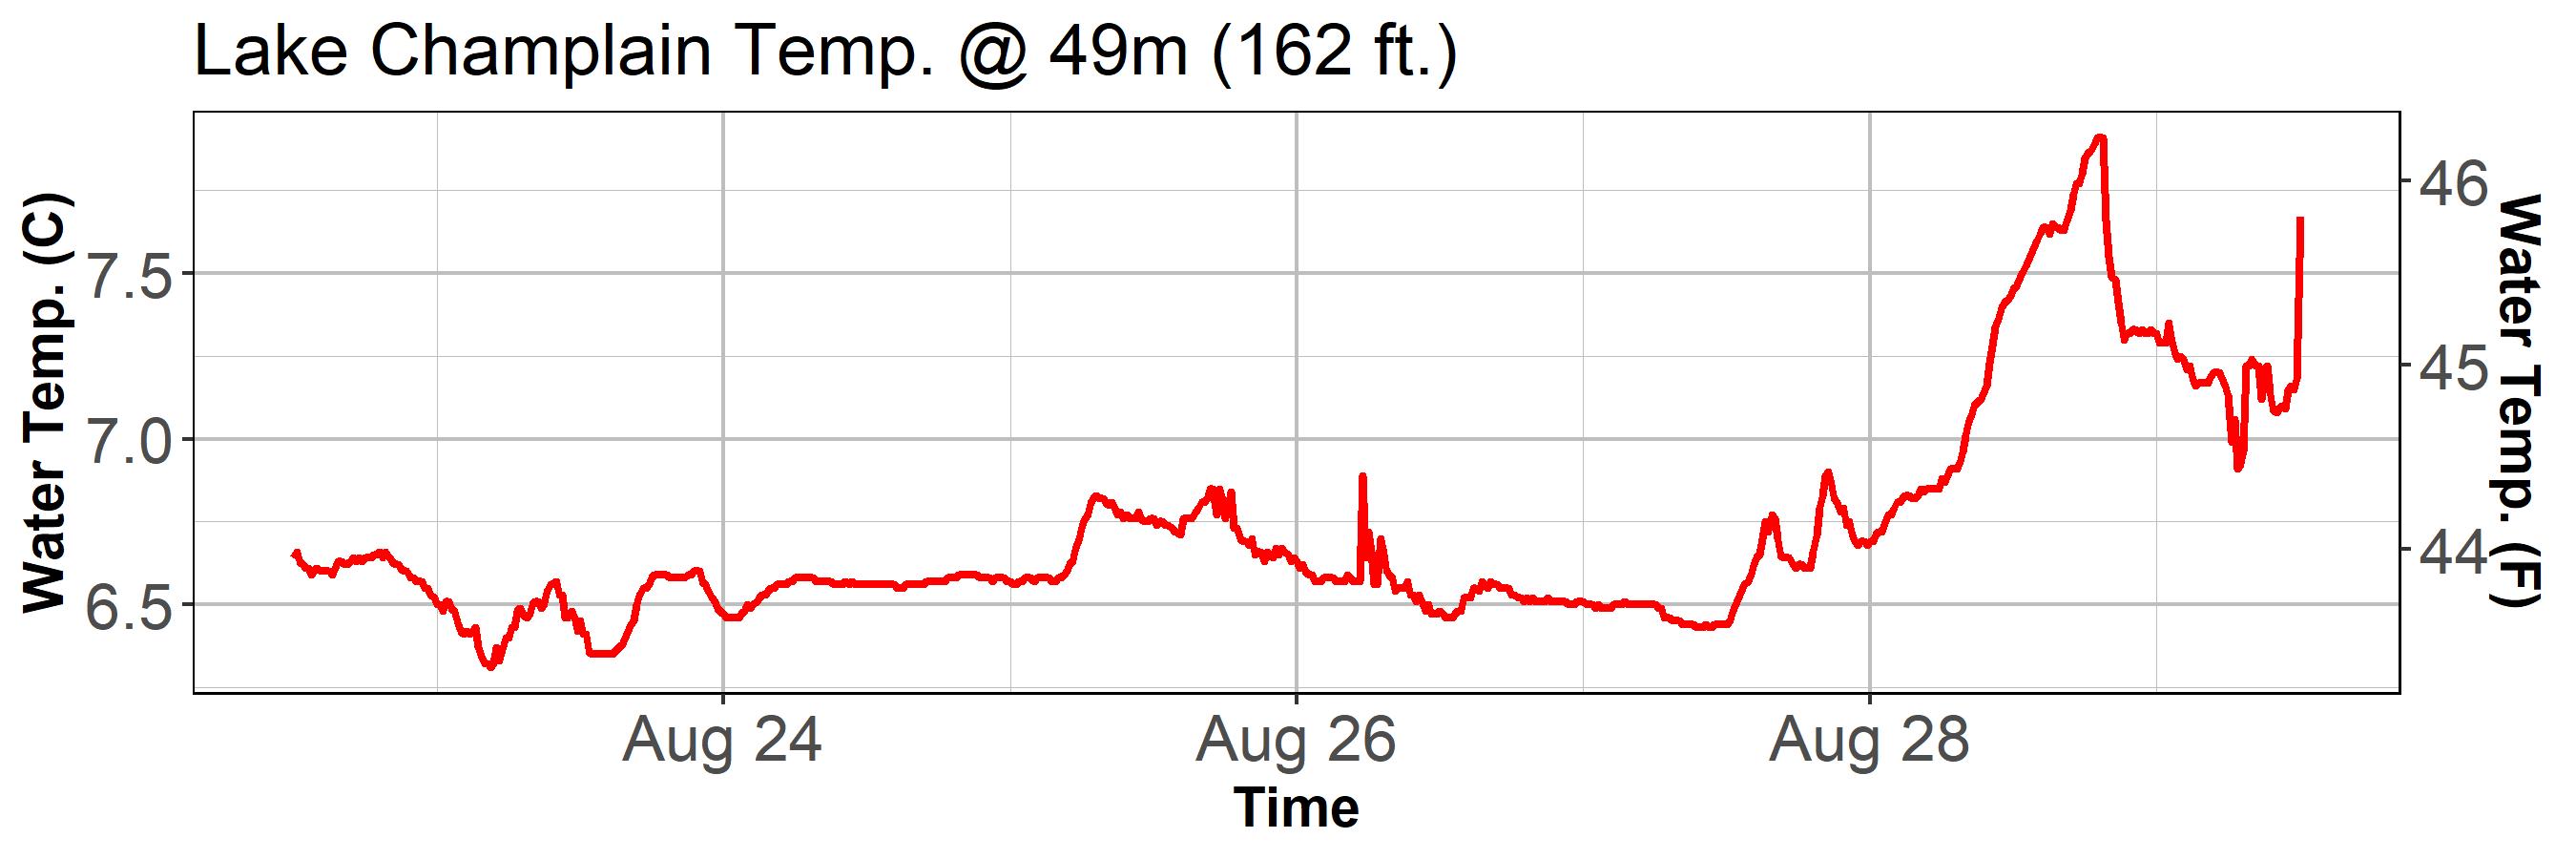 Lake Champlain Temp. @ 49m (162 ft.)
Water Temp. (C)
7.5
7.0
6.5
46
45
44
Water Temp. (F)
Aug 24 Aug 26 Aug 28
Time